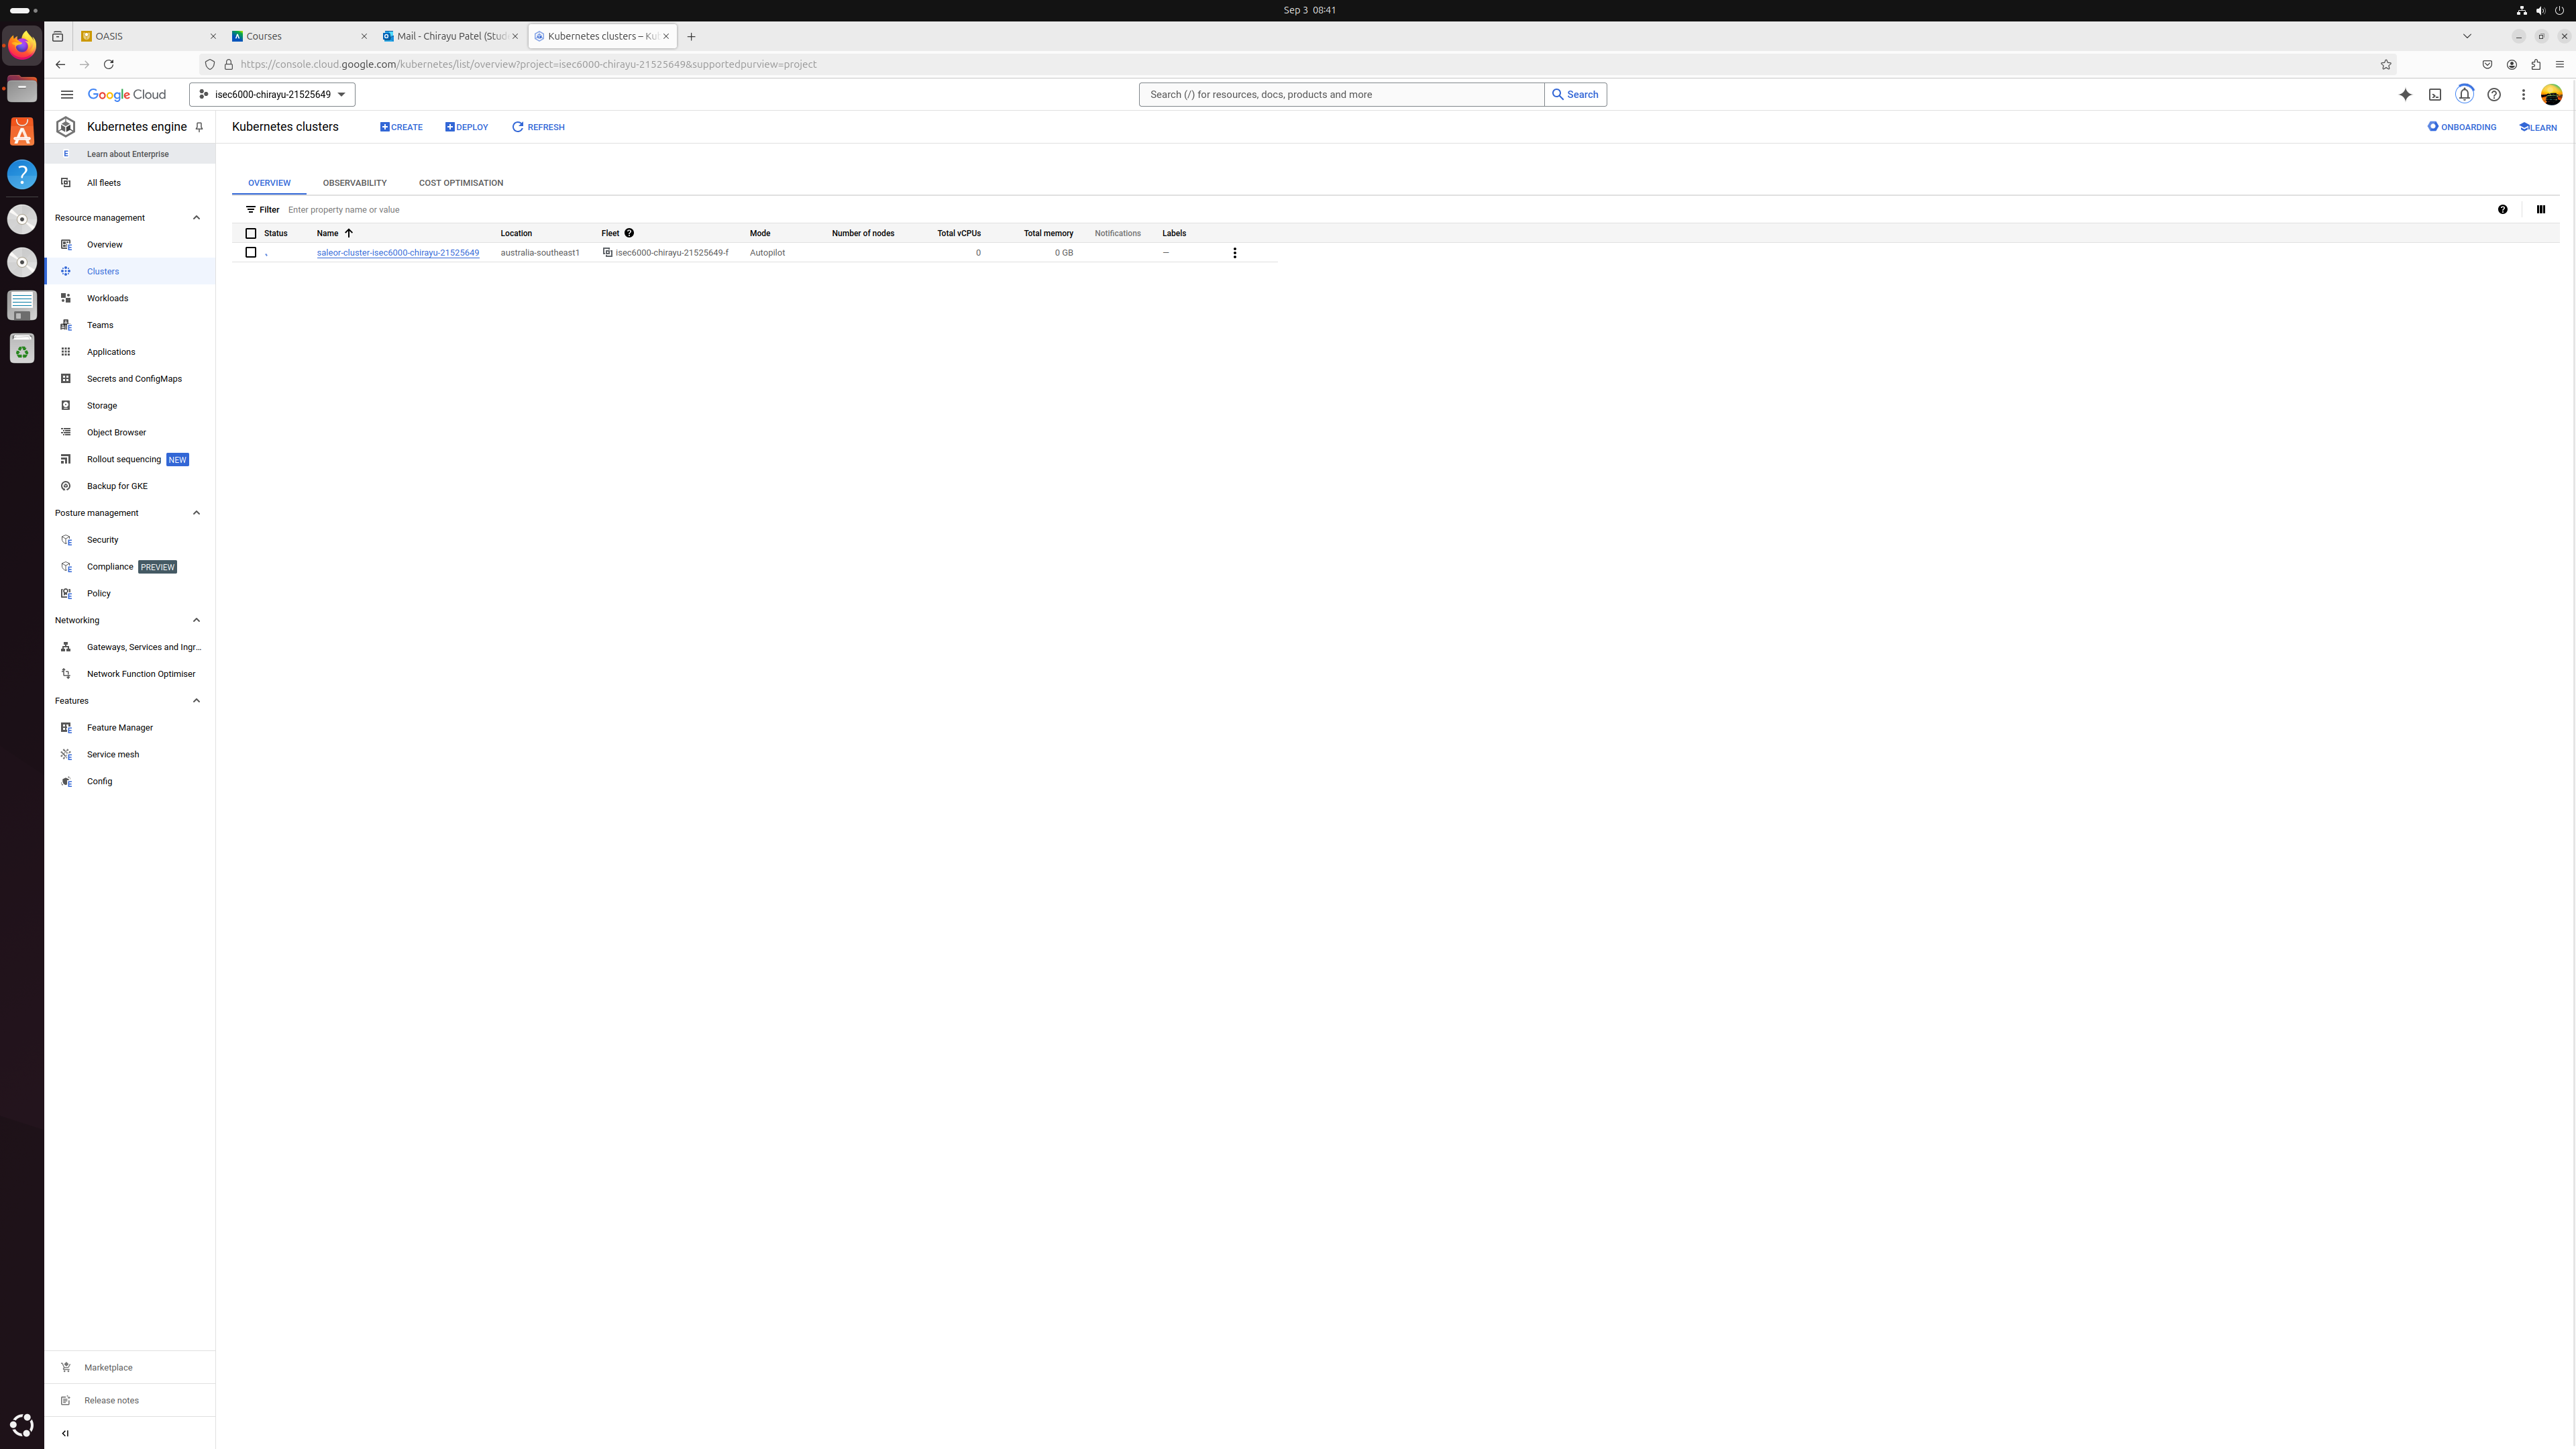 Sep 3 08:41
OASIS
Courses
Mail - Chirayu Patel (Stud
Kubernetes clusters – Kub
https://console.cloud.google.com/kubernetes/list/overview?project=isec6000-chirayu-21525649&supportedpurview=project
Google Cloud
isec6000-chirayu-21525649
Search (/) for resources, docs, products and more
Search
Kubernetes engine
Kubernetes clusters
CREATE
DEPLOY
REFRESH
ONBOARDING
LEARN
E Learn about Enterprise
All fleets
OVERVIEW
OBSERVABILITY
COST OPTIMISATION
Filter Enter property name or value
Status Name Location Fleet Mode Number of nodes Total vCPUs Total memory Notifications Labels
saleor-cluster-isec6000-chirayu-21525649 australia-southeast1 isec6000-chirayu-21525649-f Autopilot 0 0 GB —
Resource management
Overview
Clusters
Workloads
Teams
Applications
Secrets and ConfigMaps
Storage
Object Browser
Rollout sequencing NEW
Backup for GKE
Posture management
Security
Compliance PREVIEW
Policy
Networking
Gateways, Services and Ingr...
Network Function Optimiser
Features
Feature Manager
Service mesh
Config
Marketplace
Release notes